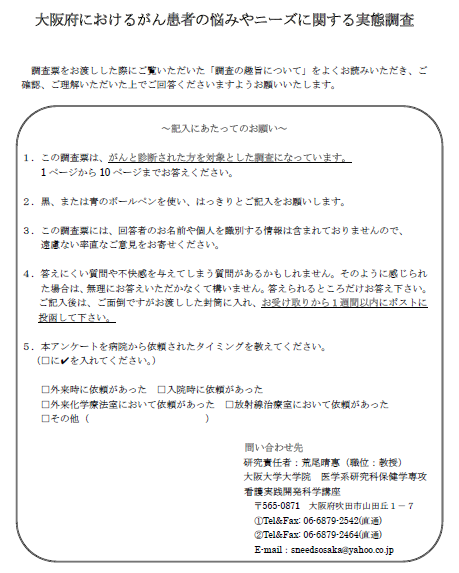 大阪府におけるがん患者の悩みやニーズに関する実態調査
調査票をお渡しした際にご覧いただいた「調査の趣旨について」をよくお読みいただき、ご
確認、ご理解いただいた上でご回答くださいますようお願いいたします。
～記入にあたってのお願い～
１．この調査票は、がんと診断された方を対象とした調査になっています。
1 ページから 10 ページまでお答えください。
２．黒、または青のボールペンを使い、はっきりとご記入をお願いします。
３．この調査票には、回答者のお名前や個人を識別する情報は含まれておりませんので、
遠慮ない率直なご意見をお寄せください。
４．答えにくい質問や不快感を与えてしまう質問があるかもしれません。そのように感じられ
た場合は、無理にお答えいただかなくて構いません。答えられるところだけお答え下さい。
ご記入後は、ご面倒ですがお渡しした封筒に入れ、お受け取りから１週間以内にポストに
投函して下さい。
５．本アンケートを病院から依頼されたタイミングを教えてください。
（□に✔を入れてください。）
□外来時に依頼があった　□入院時に依頼があった
□外来化学療法室において依頼があった　□放射線治療室において依頼があった
□その他（　　　　　　　　　　）
問い合わせ先
研究責任者：荒尾晴惠（職位：教授）
大阪大学大学院　医学系研究科保健学専攻
看護実践開発科学講座
〒565-0871　大阪府吹田市山田丘１－７
①Tel&Fax: 06-6879-2542(直通)
②Tel&Fax: 06-6879-2464(直通)
E-mail：sneedsosaka@yahoo.co.jp